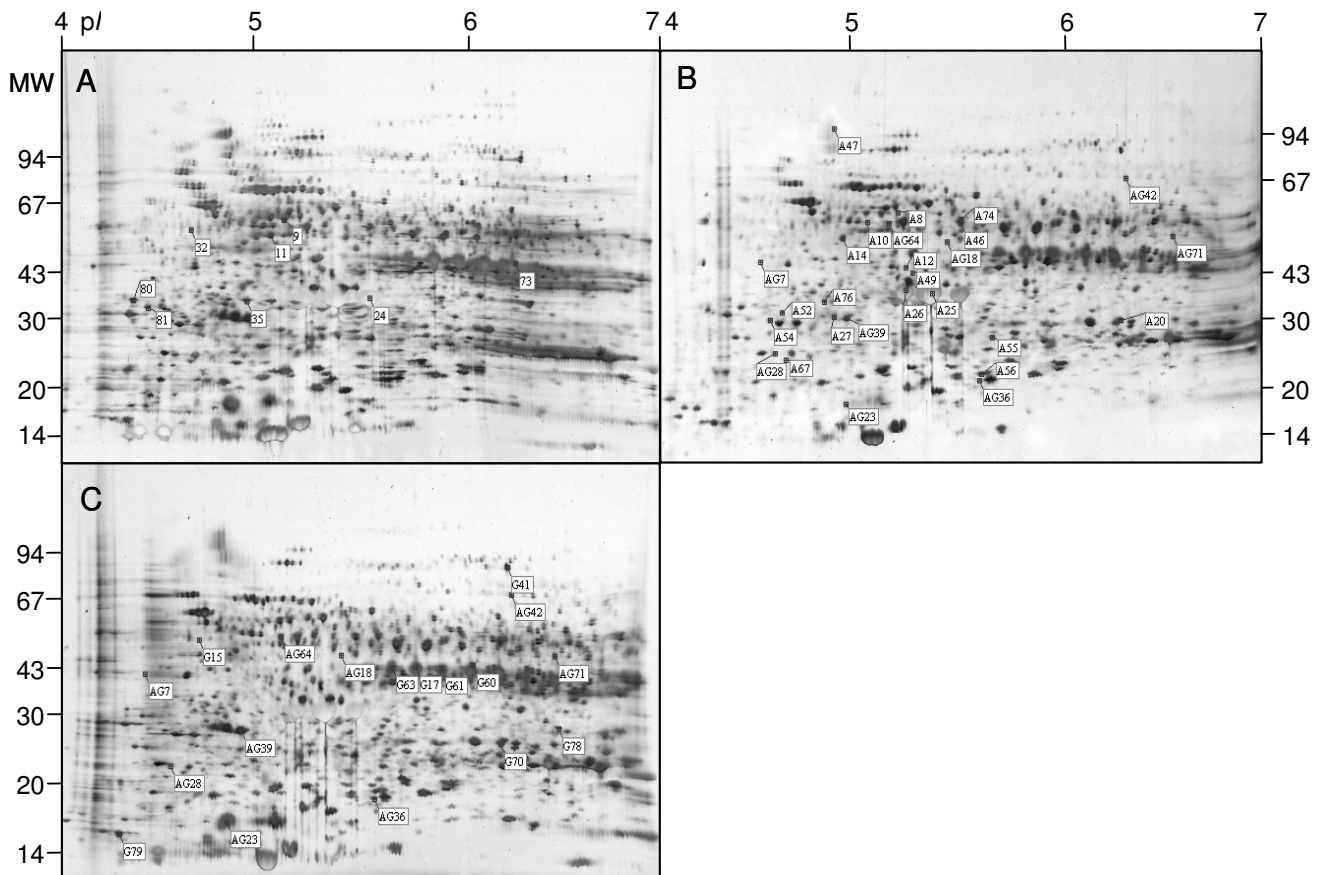 4 pI 5 6 7 4 5 6 7
MW A B
94
67
43
30
20
14
32
9
11
80
81
35
24
73
94
67
43
30
20
14
A47
AG42
A8
A74
A10
AG64
A46
A14
A12
AG18
AG71
AG7
A49
A76
A52
A26
A25
A20
A54
A27
AG39
A55
AG28
A67
A56
AG36
AG23
C
94
67
43
30
20
14
G41
AG42
G15
AG64
AG18
AG71
AG7
G63
G17
G61
G60
AG39
G78
G70
AG28
AG36
AG23
G79